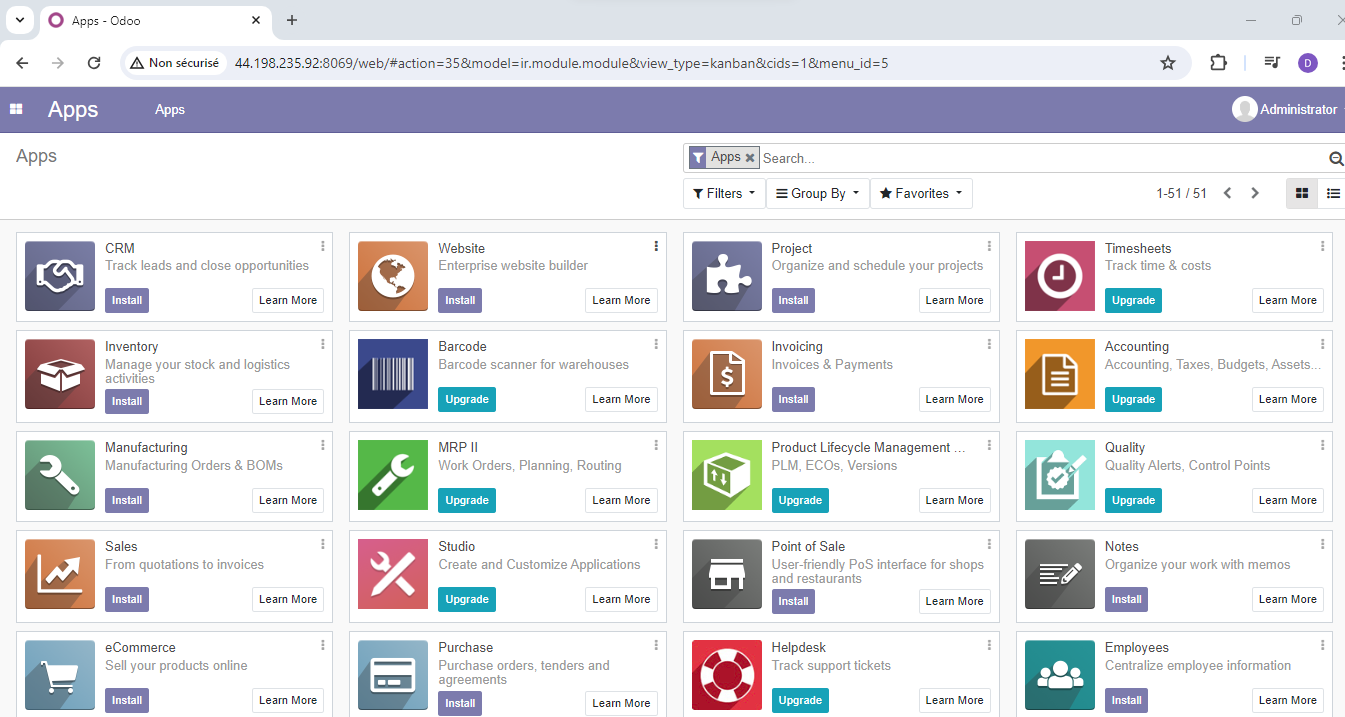 Apps - Odoo
Non sécurisé 44.198.235.92:8069/web/#action=35&model=ir.module.module&view_type=kanban&cids=1&menu_id=5
D
Apps Apps Administrator
Apps
Apps Search...
Filters Group By Favorites 1-51 / 51
CRM
Track leads and close opportunities
Install Learn More
Website
Enterprise website builder
Install Learn More
Project
Organize and schedule your projects
Install Learn More
Timesheets
Track time & costs
Upgrade Learn More
Inventory
Manage your stock and logistics
activities
Install Learn More
Barcode
Barcode scanner for warehouses
Upgrade Learn More
Invoicing
Invoices & Payments
Install Learn More
Accounting
Accounting, Taxes, Budgets, Assets...
Upgrade Learn More
Manufacturing
Manufacturing Orders & BOMs
Install Learn More
MRP II
Work Orders, Planning, Routing
Upgrade Learn More
Product Lifecycle Management ...
PLM, ECOs, Versions
Upgrade Learn More
Quality
Quality Alerts, Control Points
Upgrade Learn More
Sales
From quotations to invoices
Install Learn More
Studio
Create and Customize Applications
Upgrade Learn More
Point of Sale
User-friendly PoS interface for shops
and restaurants
Install Learn More
Notes
Organize your work with memos
Install Learn More
eCommerce
Sell your products online
Install Learn More
Purchase
Purchase orders, tenders and
agreements
Install Learn More
Helpdesk
Track support tickets
Upgrade Learn More
Employees
Centralize employee information
Install Learn More